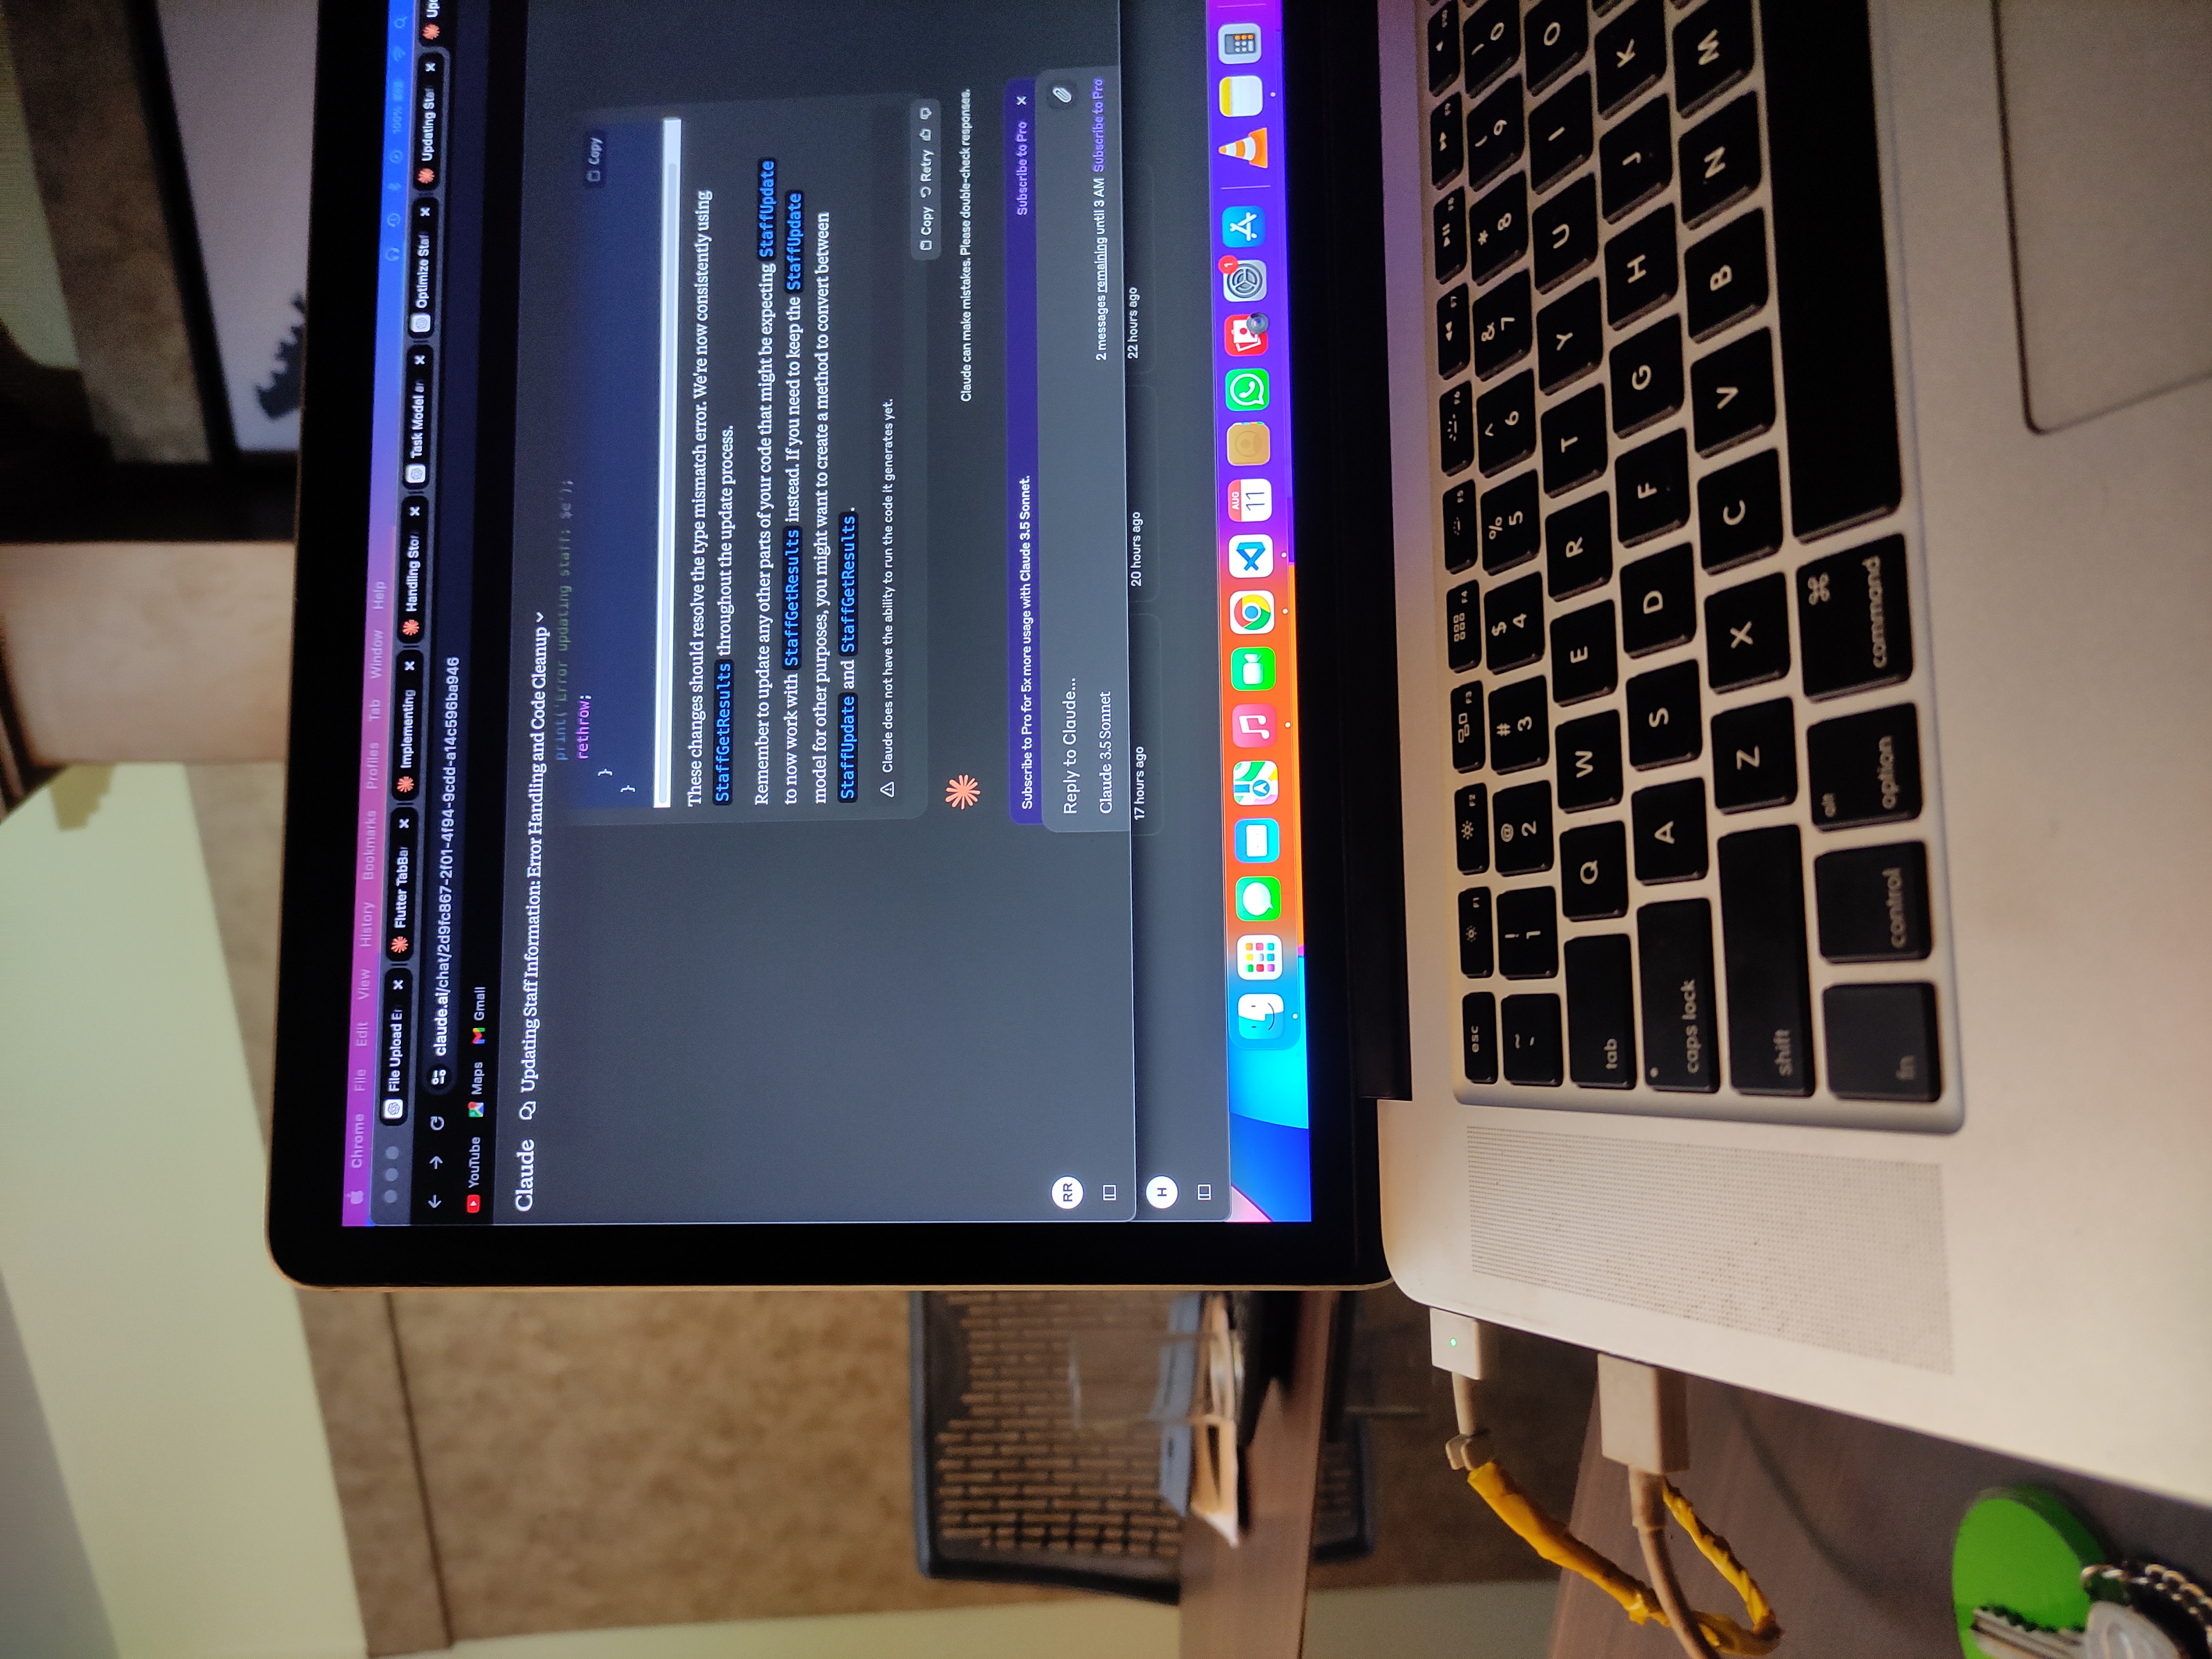 Chrome File Edit View History Bookmarks Profiles Tab Window Help 100%
File Upload Er
Flutter TabBar
Implementing
Handling Stor
Task Model an
Optimize Staf
Updating Staf
claude.ai/chat/2d9fc867-2f01-4f94-9cdd-a14c596ba946
YouTube Maps Gmail
Claude Updating Staff Information: Error Handling and Code Cleanup
print('Error updating staff: $e');
rethrow;
}
}
Copy
These changes should resolve the type mismatch error. We're now consistently using
StaffGetResults throughout the update process.
Remember to update any other parts of your code that might be expecting StaffUpdate
to now work with StaffGetResults instead. If you need to keep the StaffUpdate
model for other purposes, you might want to create a method to convert between
StaffUpdate and StaffGetResults.
Claude does not have the ability to run the code it generates yet.
Copy Retry
Claude can make mistakes. Please double-check responses.
Subscribe to Pro for 5x more usage with Claude 3.5 Sonnet. Subscribe to Pro
RR
Reply to Claude...
Claude 3.5 Sonnet 2 messages remaining until 3 AM Subscribe to Pro
17 hours ago 20 hours ago 22 hours ago
H
AUG
11
1
esc F1 F2 F3 F4 F5 F6 F7 F8 F9 F10
~ ` ! 1 @ 2 # 3 $ 4 % 5 ^ 6 & 7 * 8 ( 9 ) 0
tab Q W E R T Y U I O
caps lock A S D F G H J K
shift Z X C V B N M
fn control alt option ⌘ command